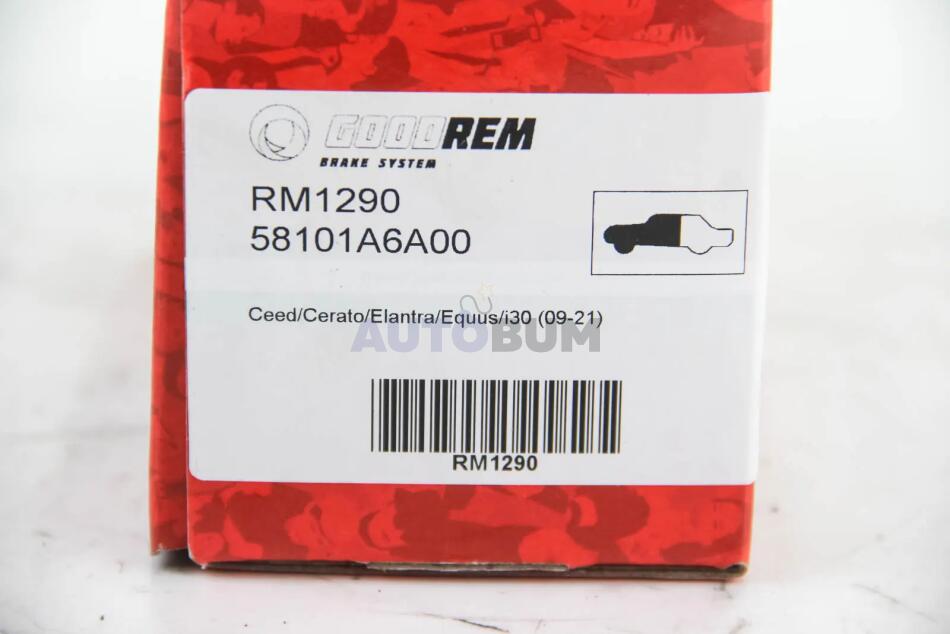 GOODREM
BRAKE SYSTEM
RM1290
58101A6A00
Ceed/Cerato/Elantra/Equus/i30 (09-21)
AUTOBUM
RM1290